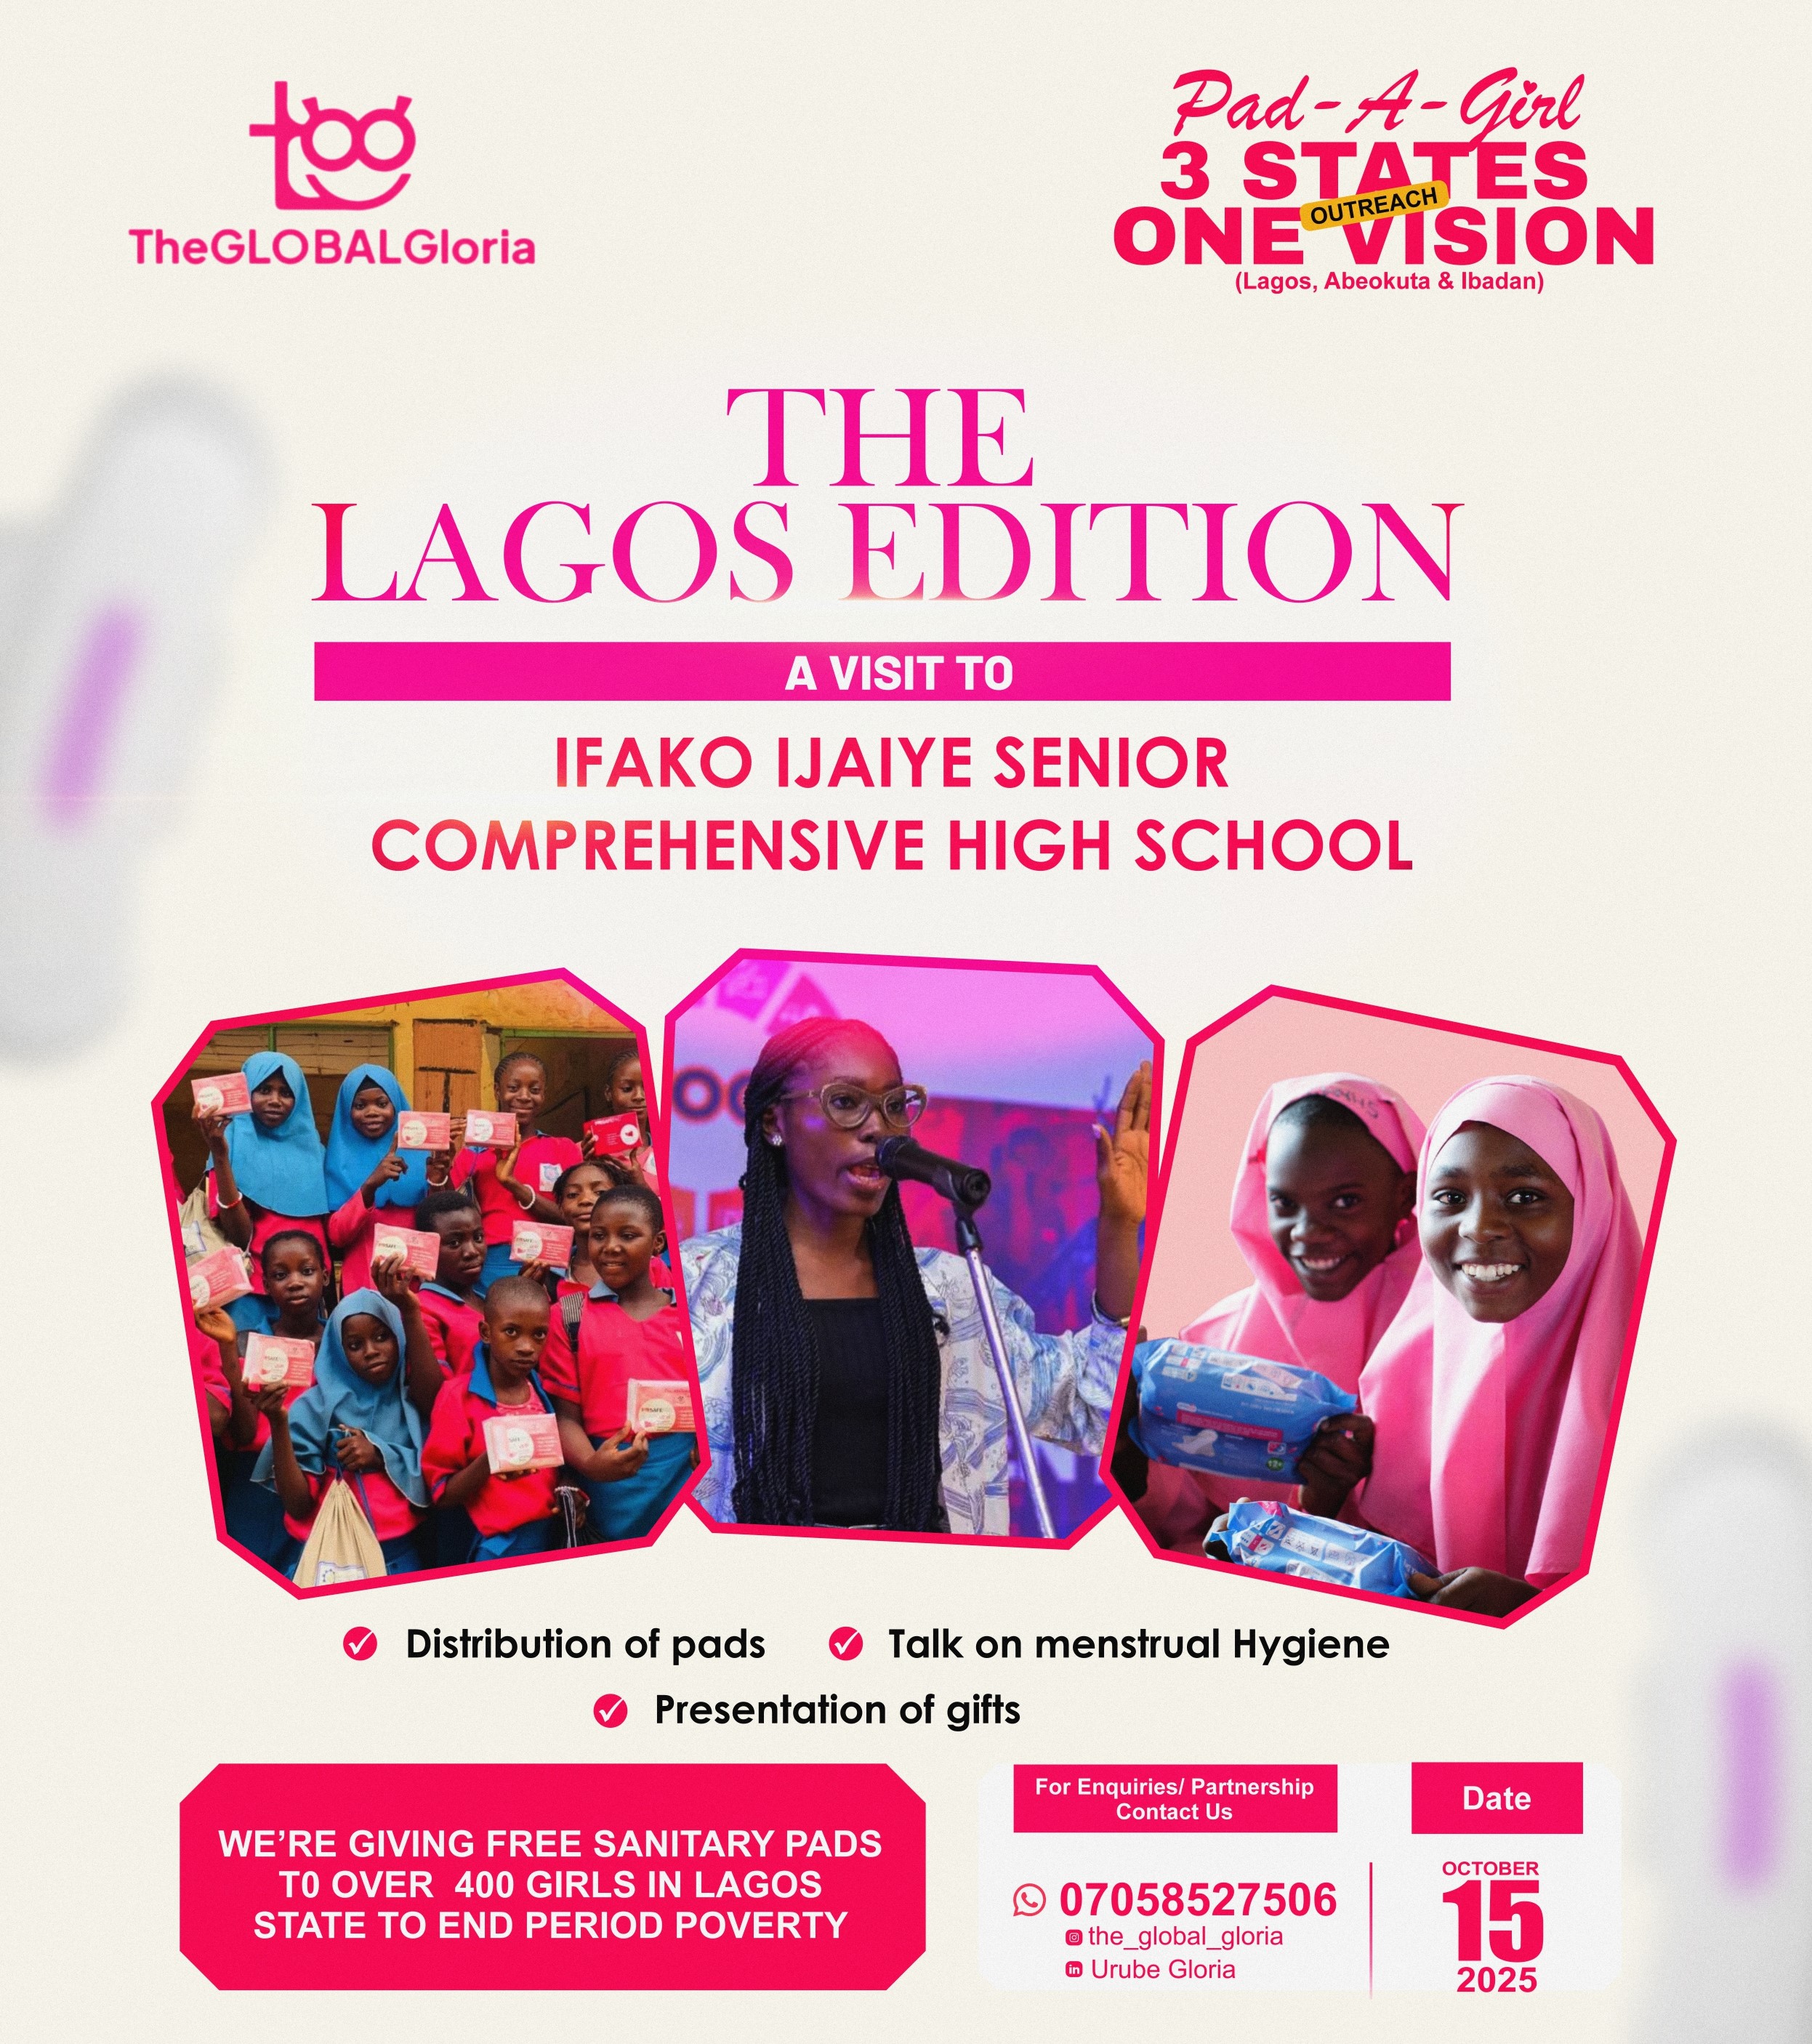 too
TheGLOBALGloria
Pad-A-Girl
3 STATES
OUTREACH
ONE VISION
(Lagos, Abeokuta & Ibadan)
THE
LAGOS EDITION
A VISIT TO
IFAKO IJAIYE SENIOR
COMPREHENSIVE HIGH SCHOOL
Distribution of pads
Talk on menstrual Hygiene
Presentation of gifts
WE'RE GIVING FREE SANITARY PADS
T0 OVER 400 GIRLS IN LAGOS
STATE TO END PERIOD POVERTY
For Enquiries/ Partnership
Contact Us
07058527506
the_global_gloria
Urube Gloria
Date
OCTOBER
15
2025